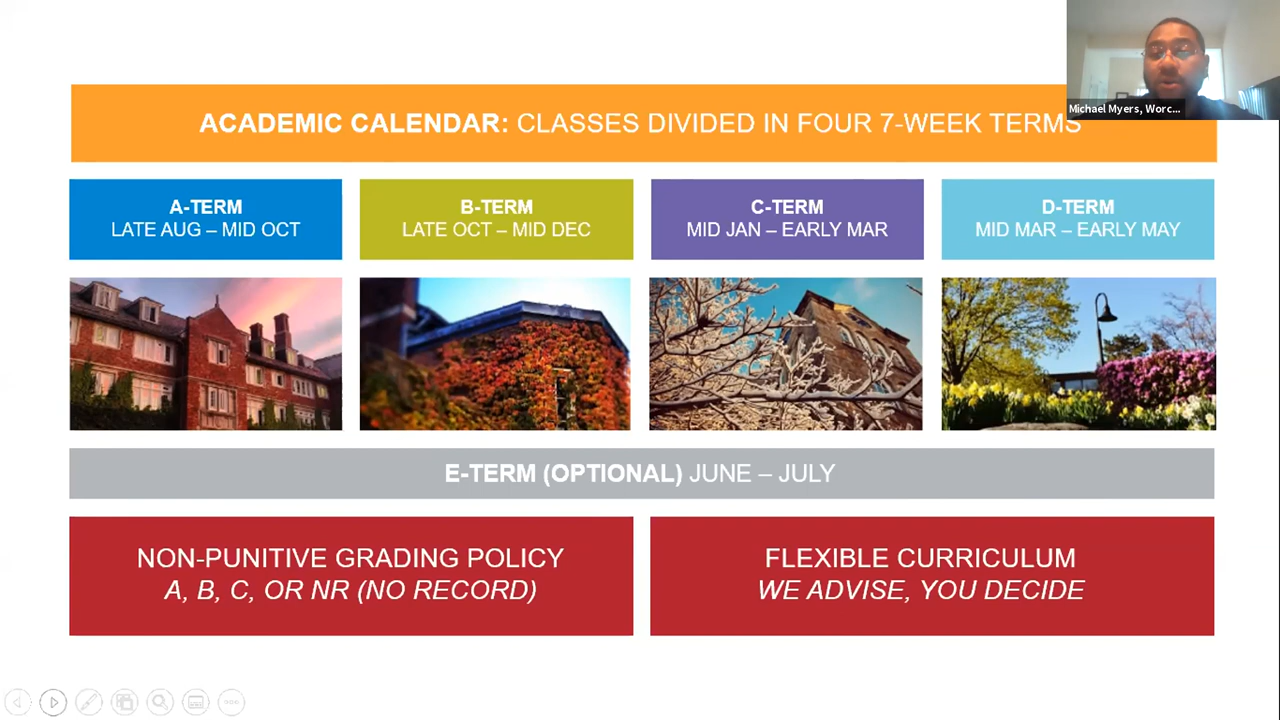 Michael Myers, Worc...
ACADEMIC CALENDAR: CLASSES DIVIDED IN FOUR 7-WEEK TERMS
A-TERM
LATE AUG – MID OCT
B-TERM
LATE OCT – MID DEC
C-TERM
MID JAN – EARLY MAR
D-TERM
MID MAR – EARLY MAY
E-TERM (OPTIONAL) JUNE – JULY
NON-PUNITIVE GRADING POLICY
A, B, C, OR NR (NO RECORD)
FLEXIBLE CURRICULUM
WE ADVISE, YOU DECIDE